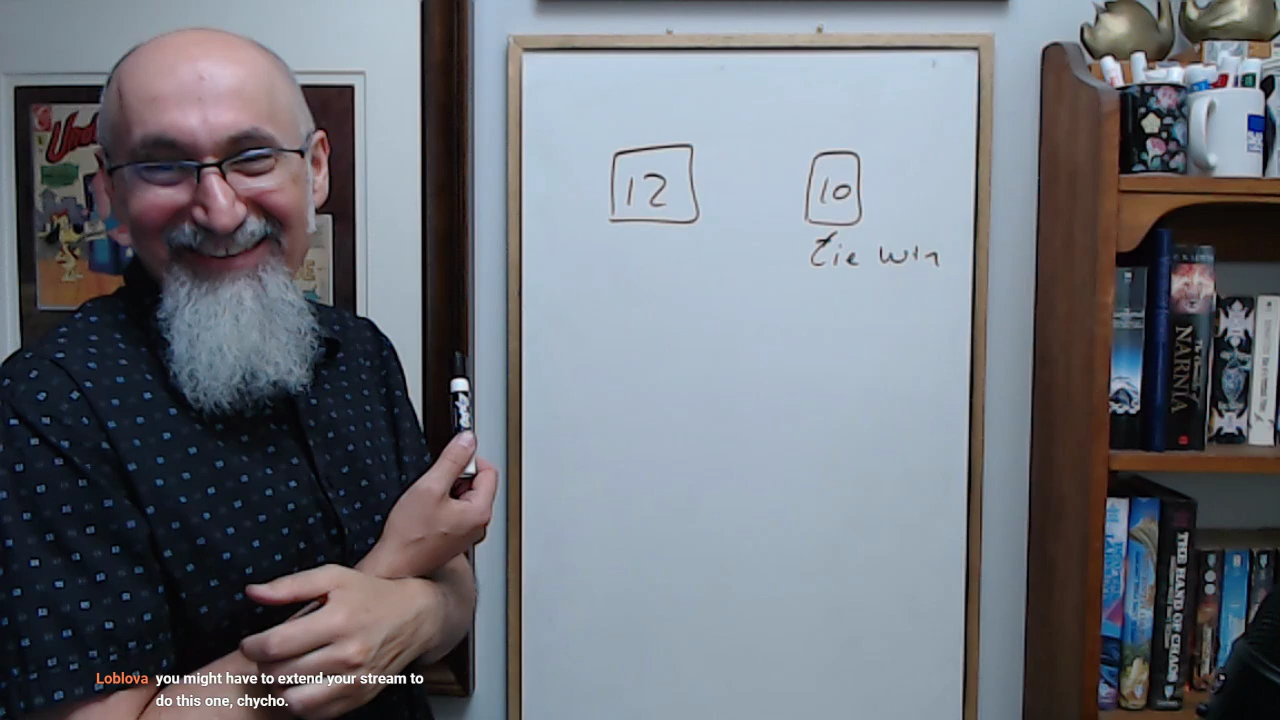 12
10
Tie win
Und
NARNIA
THE HAND OF CHAOS
Loblova you might have to extend your stream to
do this one, chycho.